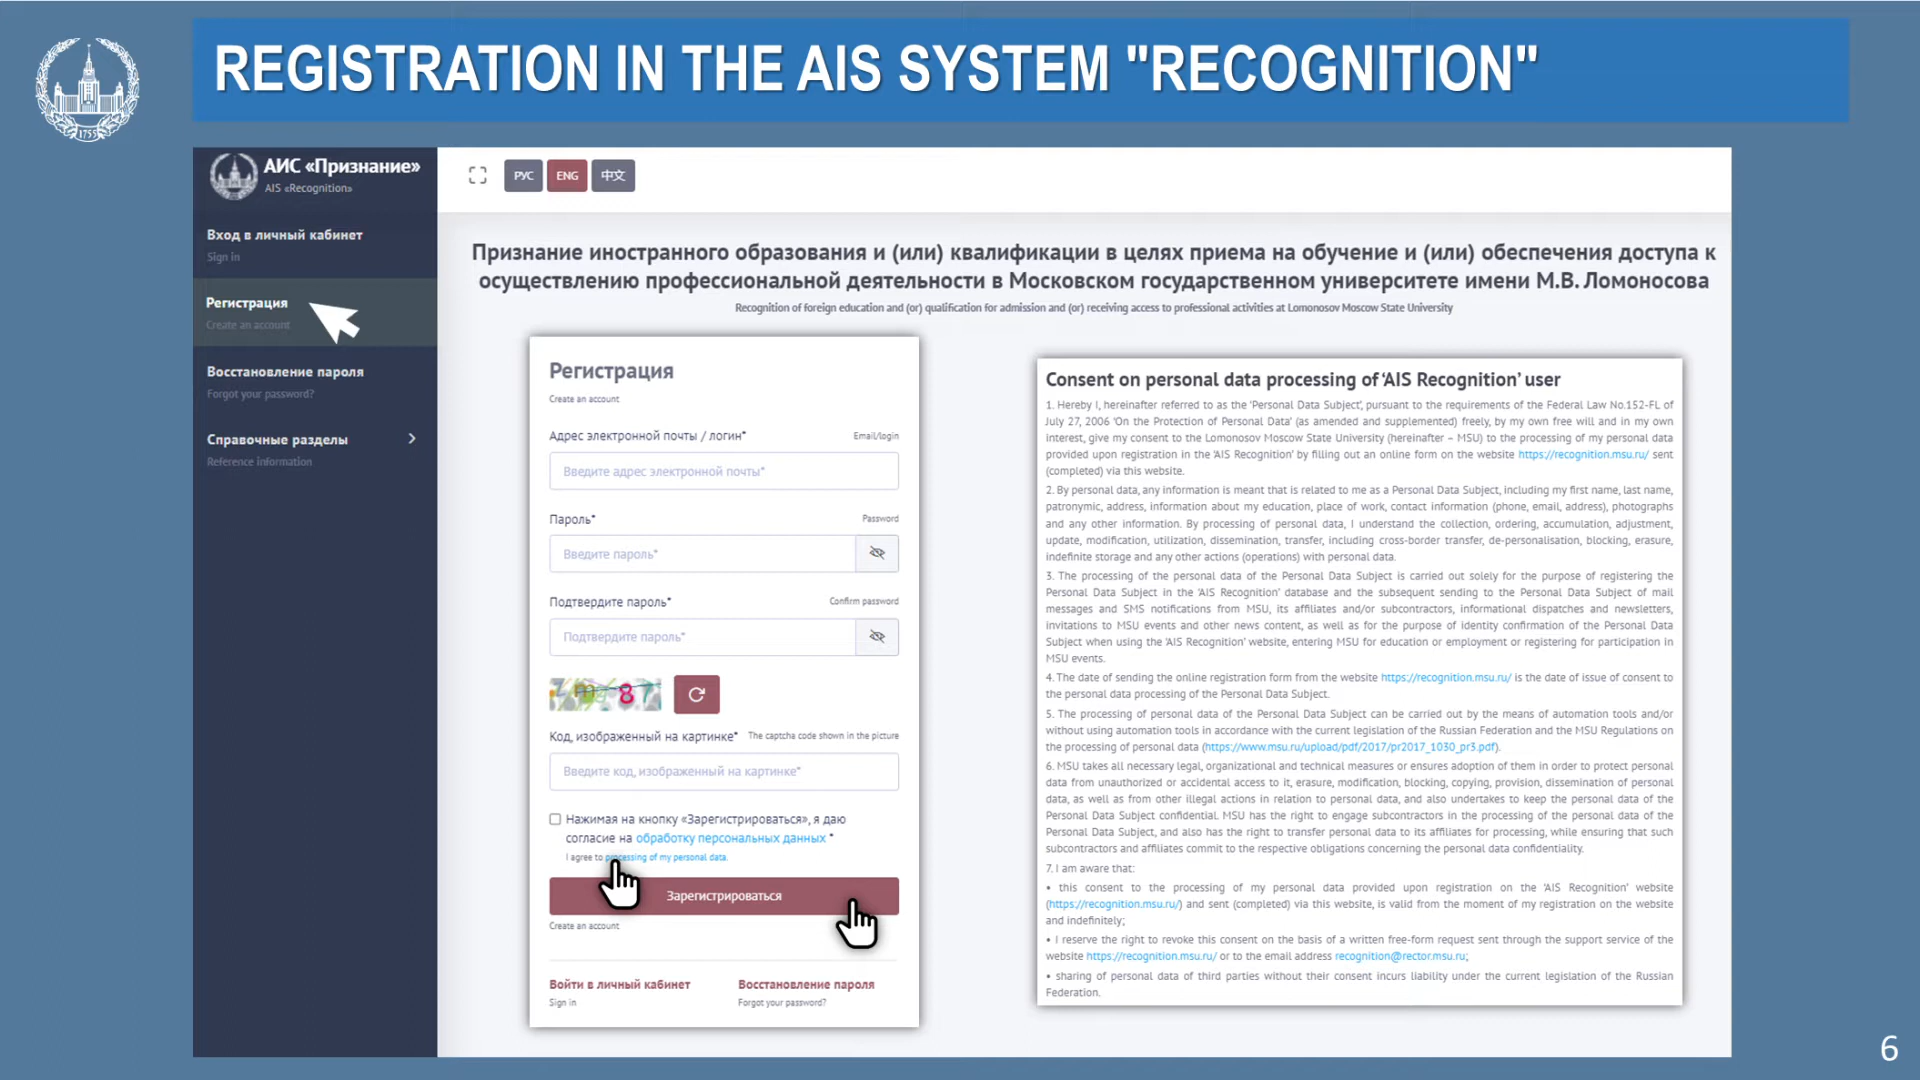 REGISTRATION IN THE AIS SYSTEM "RECOGNITION"
1755
АИС «Признание»
AIS «Recognition»
РУС ENG 中文
Вход в личный кабинет
Sign in
Регистрация
Create an account
Восстановление пароля
Forgot your password?
Справочные разделы
Reference information
Признание иностранного образования и (или) квалификации в целях приема на обучение и (или) обеспечения доступа к
осуществлению профессиональной деятельности в Московском государственном университете имени М.В. Ломоносова
Recognition of foreign education and (or) qualification for admission and (or) receiving access to professional activities at Lomonosov Moscow State University
Регистрация
Create an account
Адрес электронной почты / логин* Email/login
Введите адрес электронной почты*
Пароль* Password
Введите пароль*
Подтвердите пароль* Confirm password
Подтвердите пароль*
87
Код, изображенный на картинке* The captcha code shown in the picture
Введите код, изображенный на картинке*
Нажимая на кнопку «Зарегистрироваться», я даю
согласие на обработку персональных данных *
I agree to processing of my personal data.
Зарегистрироваться
Create an account
Войти в личный кабинет Восстановление пароля
Sign in Forgot your password?
Consent on personal data processing of 'AIS Recognition' user
1. Hereby I, hereinafter referred to as the 'Personal Data Subject', pursuant to the requirements of the Federal Law No.152-FL of
July 27, 2006 'On the Protection of Personal Data' (as amended and supplemented) freely, by my own free will and in my own
interest, give my consent to the Lomonosov Moscow State University (hereinafter – MSU) to the processing of my personal data
provided upon registration in the 'AIS Recognition' by filling out an online form on the website https://recognition.msu.ru/ sent
(completed) via this website.
2. By personal data, any information is meant that is related to me as a Personal Data Subject, including my first name, last name,
patronymic, address, information about my education, place of work, contact information (phone, email, address), photographs
and any other information. By processing of personal data, I understand the collection, ordering, accumulation, adjustment,
update, modification, utilization, dissemination, transfer, including cross-border transfer, de-personalisation, blocking, erasure,
indefinite storage and any other actions (operations) with personal data.
3. The processing of the personal data of the Personal Data Subject is carried out solely for the purpose of registering the
Personal Data Subject in the 'AIS Recognition' database and the subsequent sending to the Personal Data Subject of mail
messages and SMS notifications from MSU, its affiliates and/or subcontractors, informational dispatches and newsletters,
invitations to MSU events and other news content, as well as for the purpose of identity confirmation of the Personal Data
Subject when using the 'AIS Recognition' website, entering MSU for education or employment or registering for participation in
MSU events.
4. The date of sending the online registration form from the website https://recognition.msu.ru/ is the date of issue of consent to
the personal data processing of the Personal Data Subject.
5. The processing of personal data of the Personal Data Subject can be carried out by the means of automation tools and/or
without using automation tools in accordance with the current legislation of the Russian Federation and the MSU Regulations on
the processing of personal data (https://www.msu.ru/upload/pdf/2017/pr2017_1030_pr3.pdf).
6. MSU takes all necessary legal, organizational and technical measures or ensures adoption of them in order to protect personal
data from unauthorized or accidental access to it, erasure, modification, blocking, copying, provision, dissemination of personal
data, as well as from other illegal actions in relation to personal data, and also undertakes to keep the personal data of the
Personal Data Subject confidential. MSU has the right to engage subcontractors in the processing of the personal data of the
Personal Data Subject, and also has the right to transfer personal data to its affiliates for processing, while ensuring that such
subcontractors and affiliates commit to the respective obligations concerning the personal data confidentiality.
7. I am aware that:
• this consent to the processing of my personal data provided upon registration on the 'AIS Recognition' website
(https://recognition.msu.ru/) and sent (completed) via this website, is valid from the moment of my registration on the website
and indefinitely;
• I reserve the right to revoke this consent on the basis of a written free-form request sent through the support service of the
website https://recognition.msu.ru/ or to the email address recognition@rector.msu.ru;
• sharing of personal data of third parties without their consent incurs liability under the current legislation of the Russian
Federation.
6